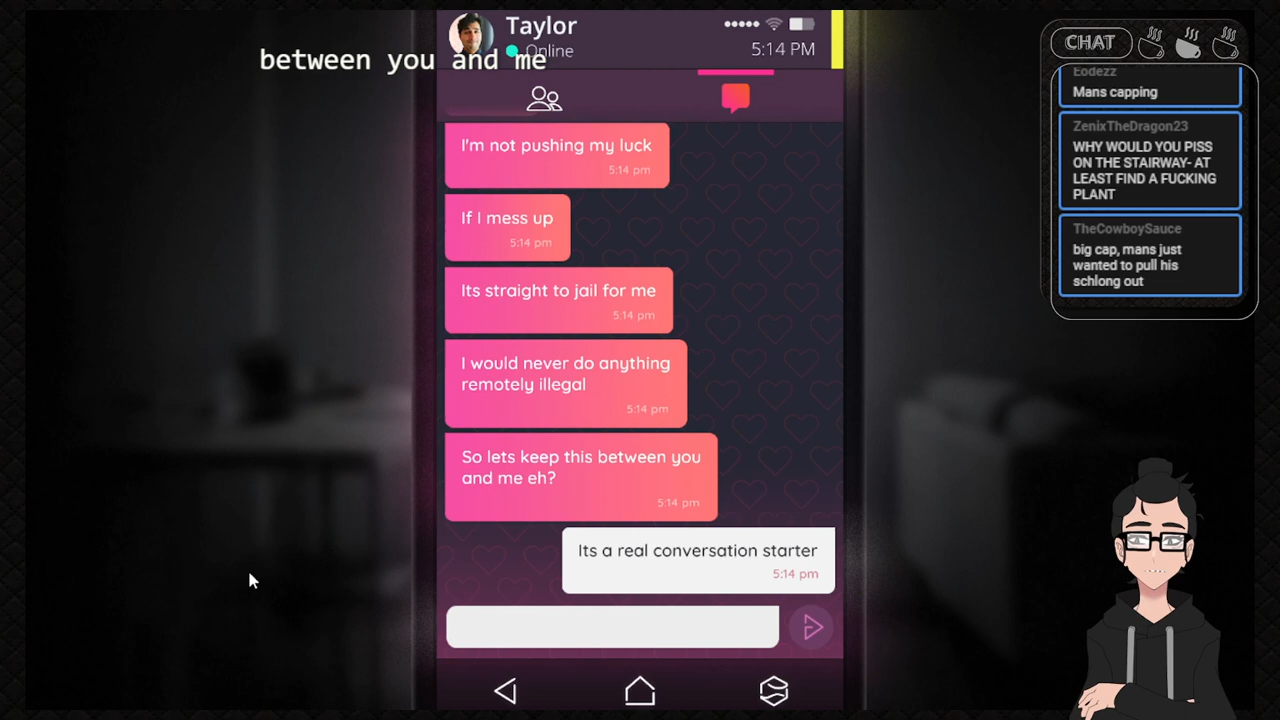 Taylor
Online
5:14 PM
between you and me
I'm not pushing my luck
5:14 pm
If I mess up
5:14 pm
Its straight to jail for me
5:14 pm
I would never do anything
remotely illegal
5:14 pm
So lets keep this between you
and me eh?
5:14 pm
Its a real conversation starter
5:14 pm
CHAT
Eodezz
Mans capping
ZenixTheDragon23
WHY WOULD YOU PISS
ON THE STAIRWAY- AT
LEAST FIND A FUCKING
PLANT
TheCowboySauce
big cap, mans just
wanted to pull his
schlong out